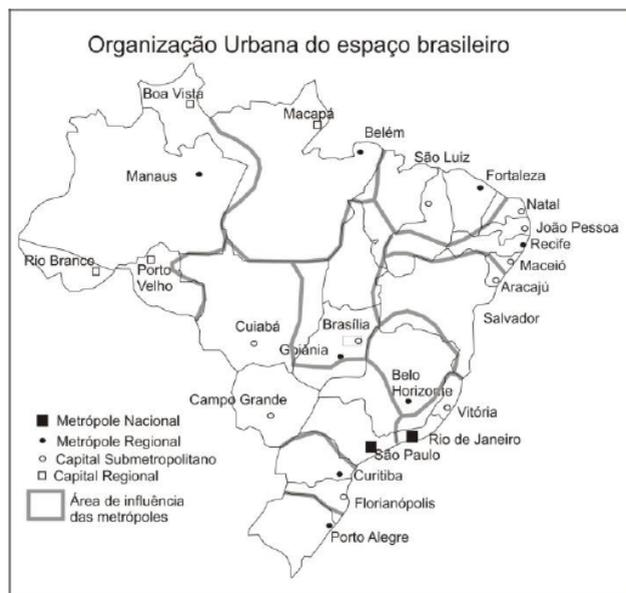 Organização Urbana do espaço brasileiro
Boa Vista
Macapá
Belém
São Luiz
Fortaleza
Manaus
Natal
João Pessoa
Recife
Rio Branco
Porto
Velho
Maceió
Aracajú
Salvador
Cuiabá
Brasília
Goiânia
Belo
Horizonte
Campo Grande
Vitória
Metrópole Nacional
Metrópole Regional
Capital Submetropolitano
Capital Regional
Área de influência
das metrópoles
Rio de Janeiro
São Paulo
Curitiba
Florianópolis
Porto Alegre